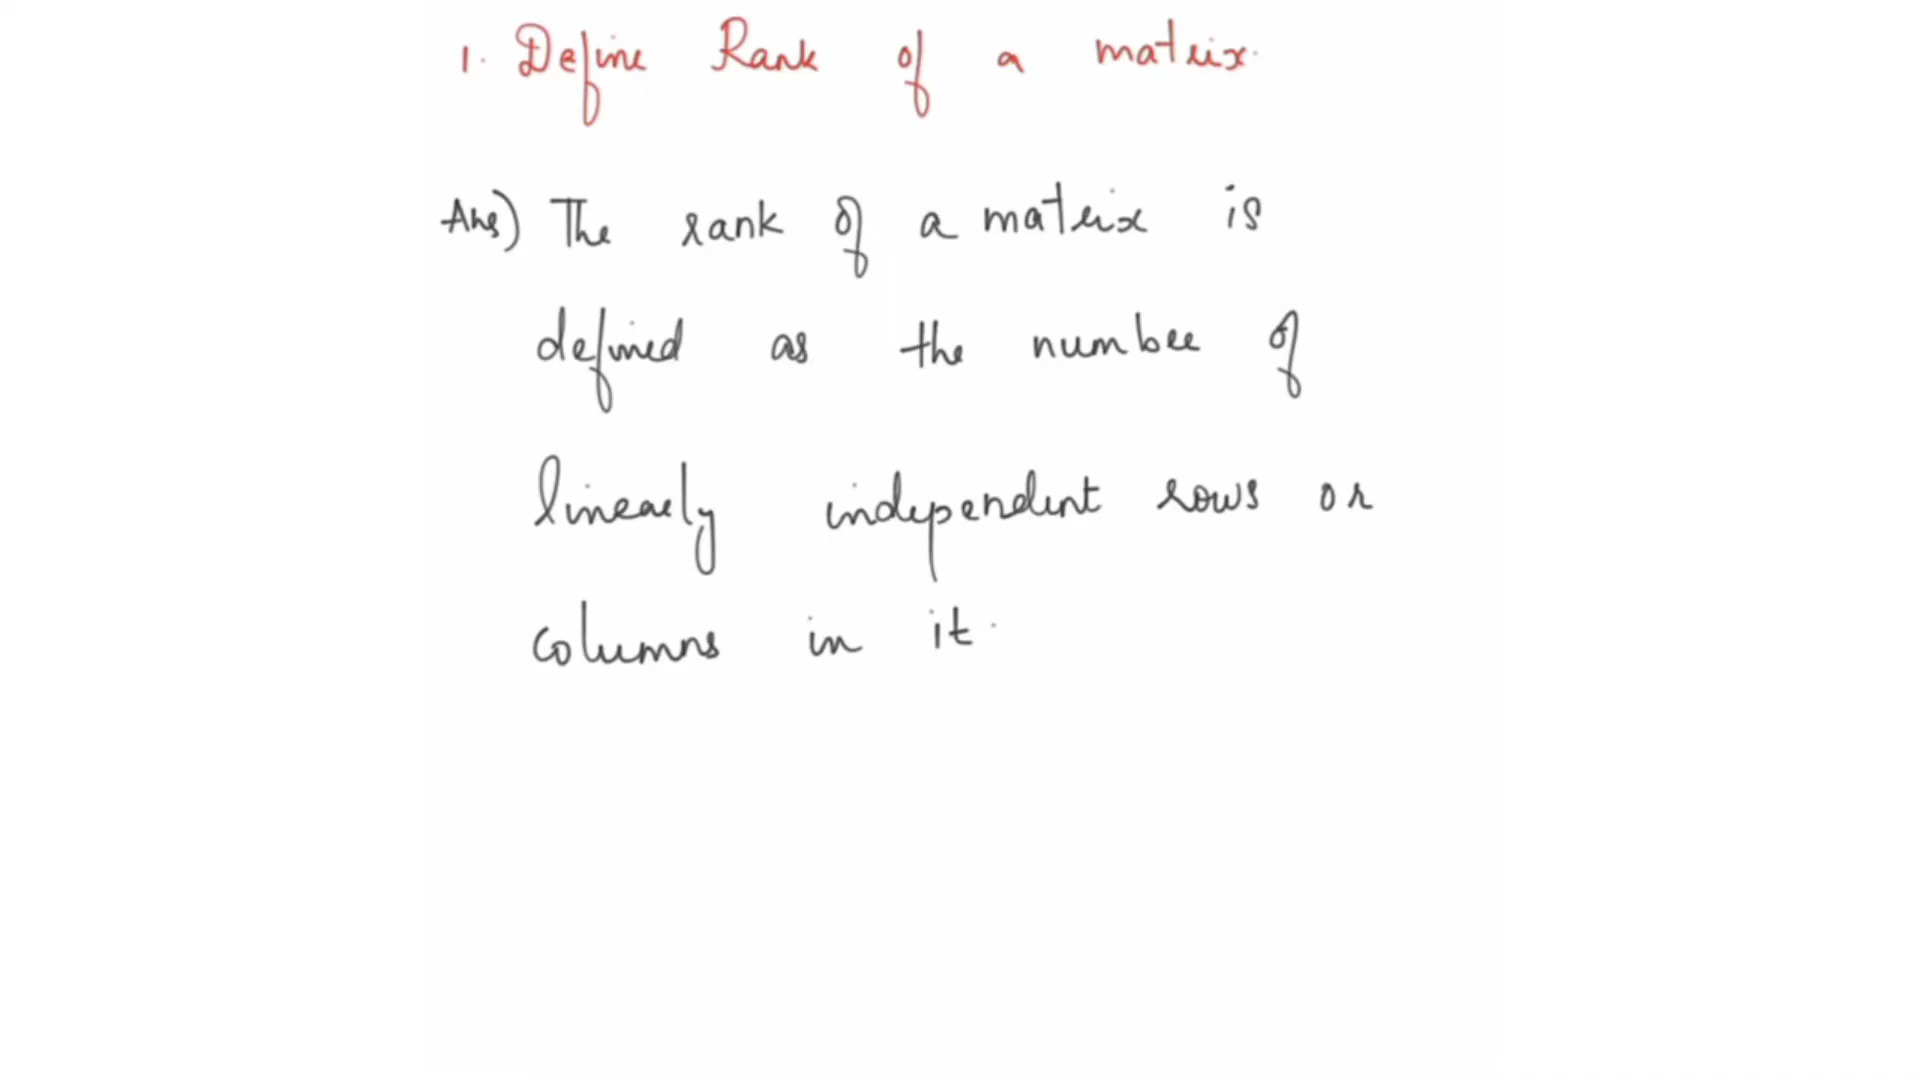 1. Define Rank of a matrix.
Ans) The rank of a matrix is
defined as the number of
linearly independent rows or
columns in it.